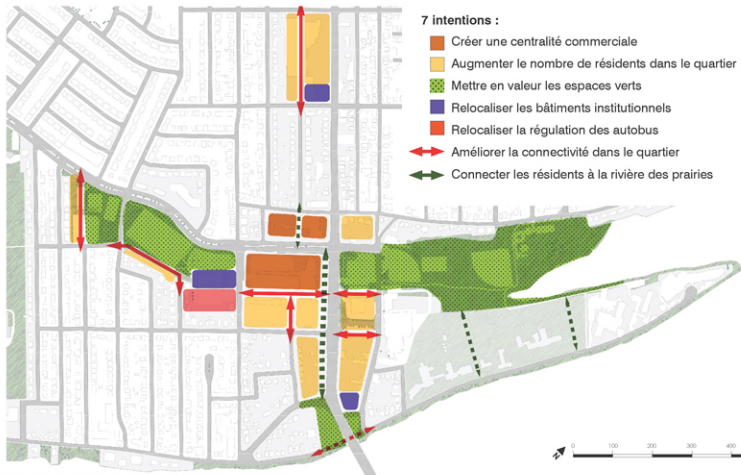 7 intentions :
Créer une centralité commerciale
Augmenter le nombre de résidents dans le quartier
Mettre en valeur les espaces verts
Relocaliser les bâtiments institutionnels
Relocaliser la régulation des autobus
Améliorer la connectivité dans le quartier
Connecter les résidents à la rivière des prairies
N
0 100 200 300 400